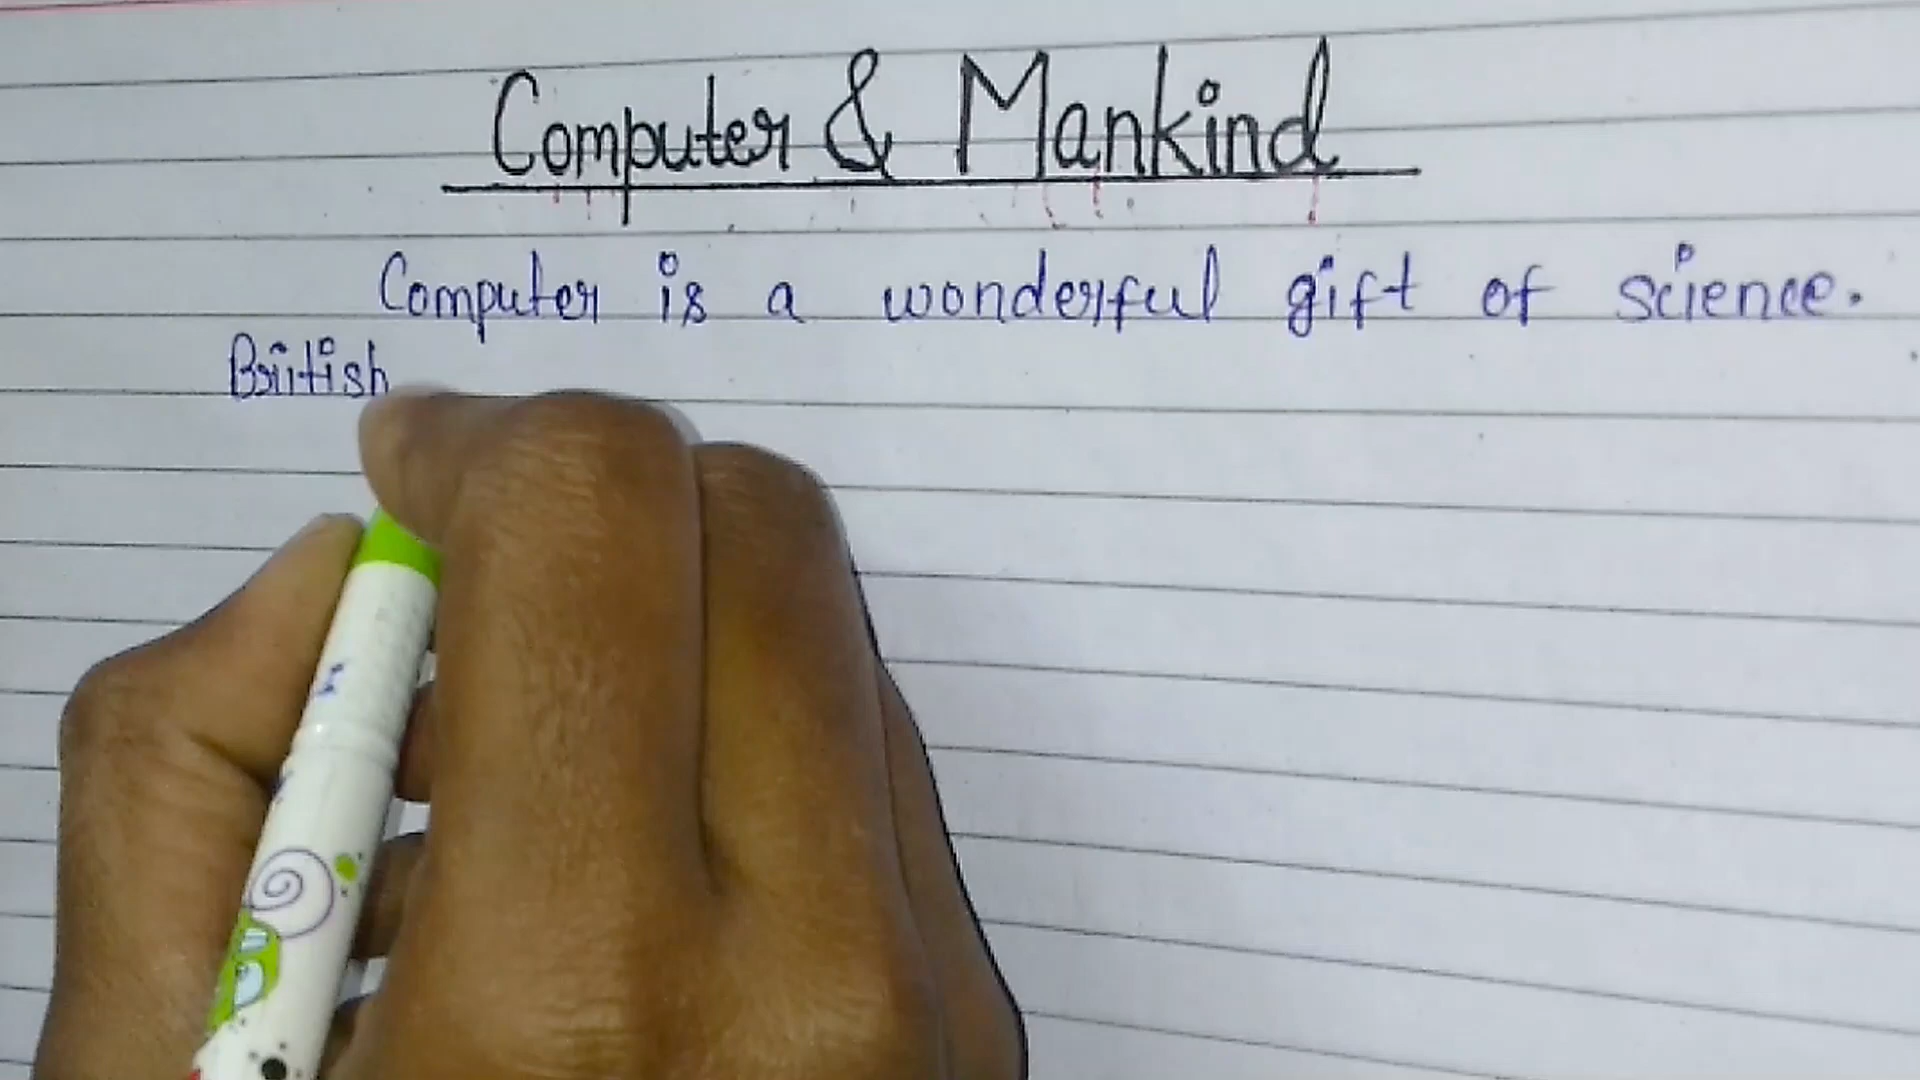 Computer & Mankind
Computer is a wonderful gift of science.
British